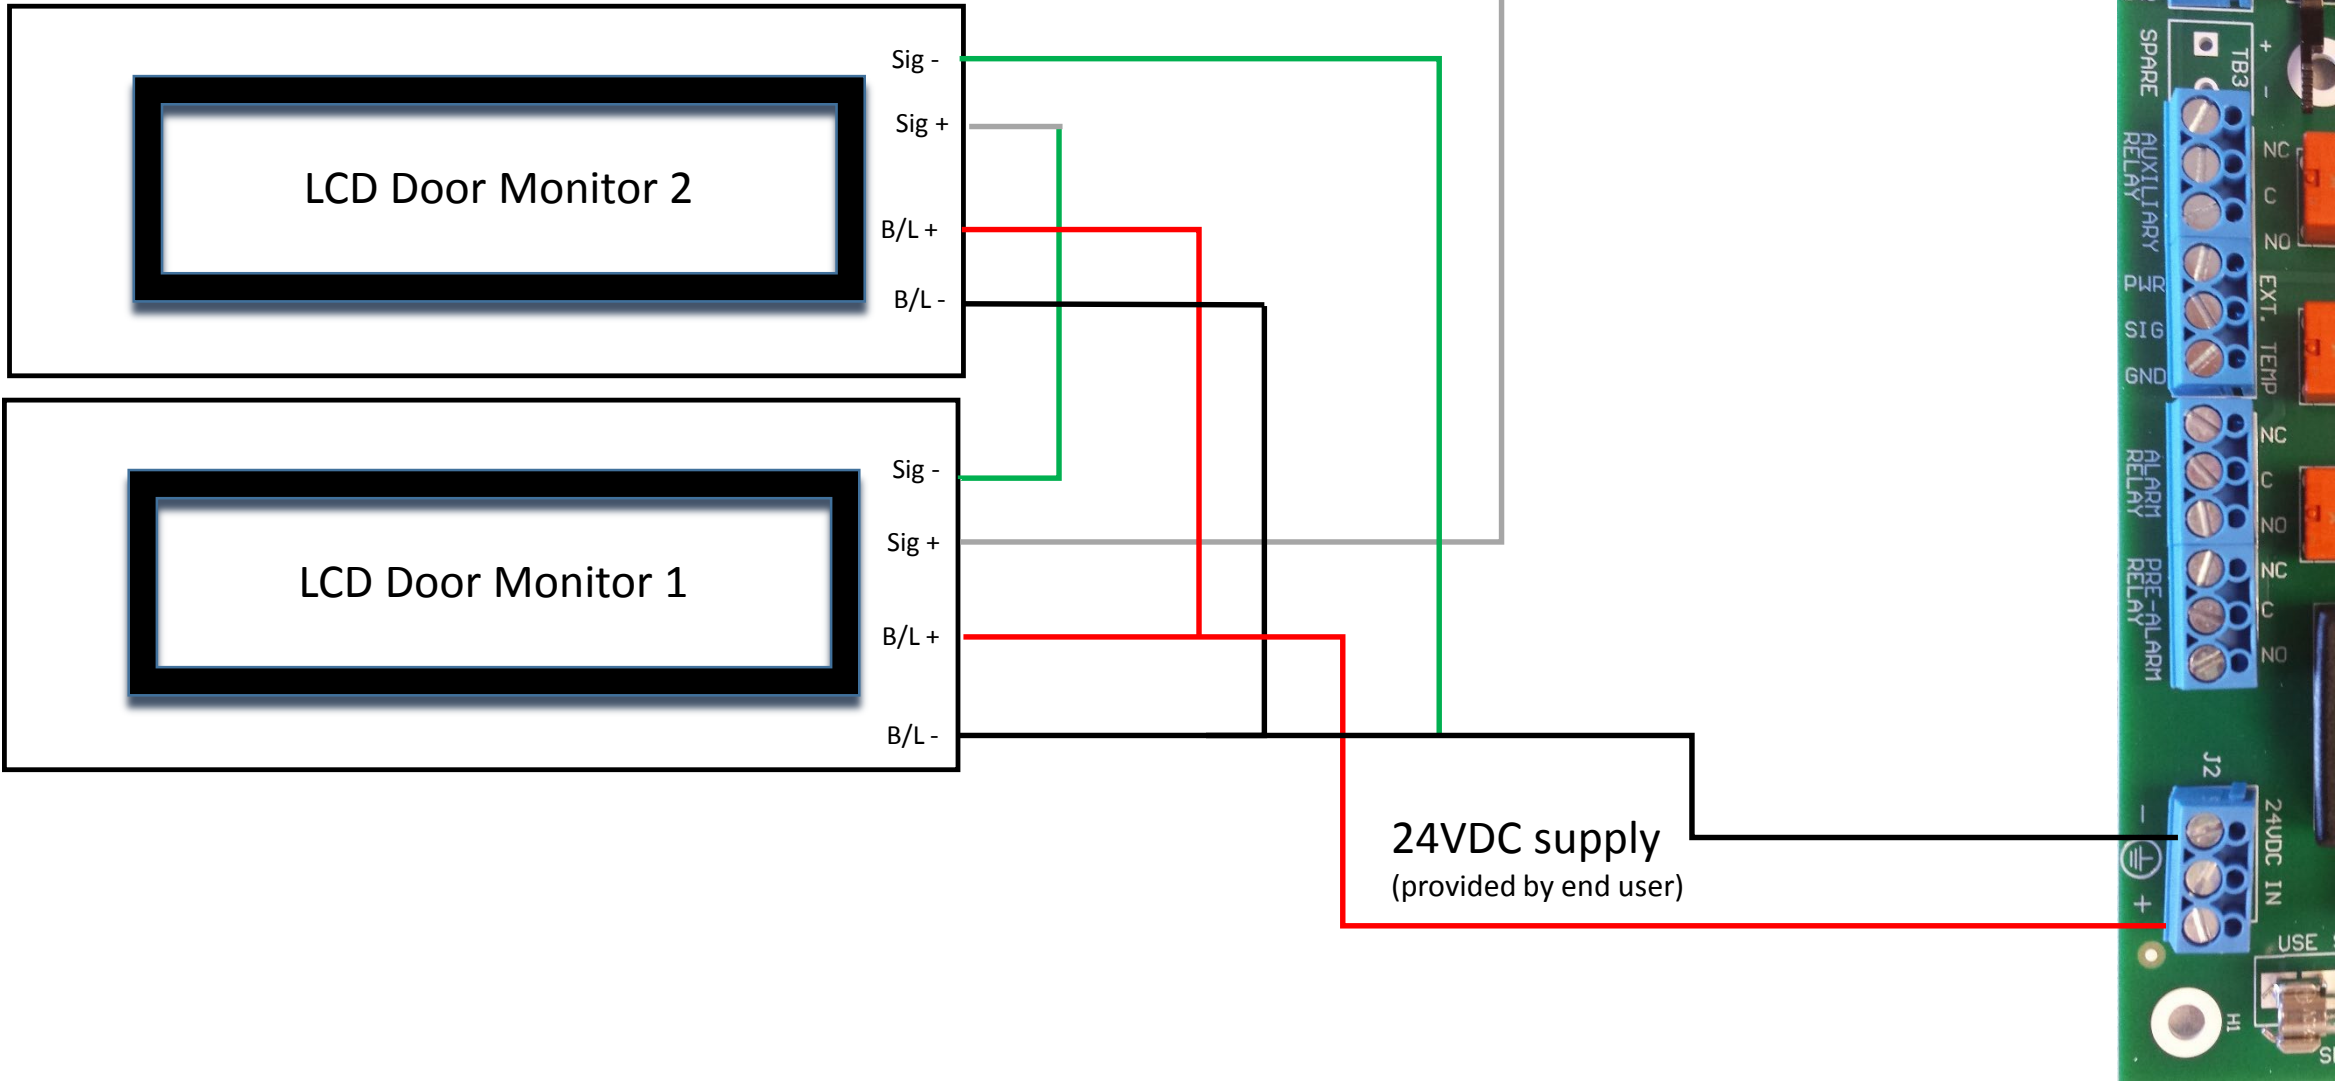 Sig -
Sig +
LCD Door Monitor 2
B/L +
B/L -
Sig -
Sig +
LCD Door Monitor 1
B/L +
B/L -
24VDC supply
(provided by end user)
SPARE
TB3
+
-
AUXILIARY
RELAY
NC
C
NO
PWR
SIG
GND
EXT. TEMP
ALARM
RELAY
NC
C
NO
PRE-ALARM
RELAY
NC
C
NO
J2
-
+
24VDC IN
USE
H1